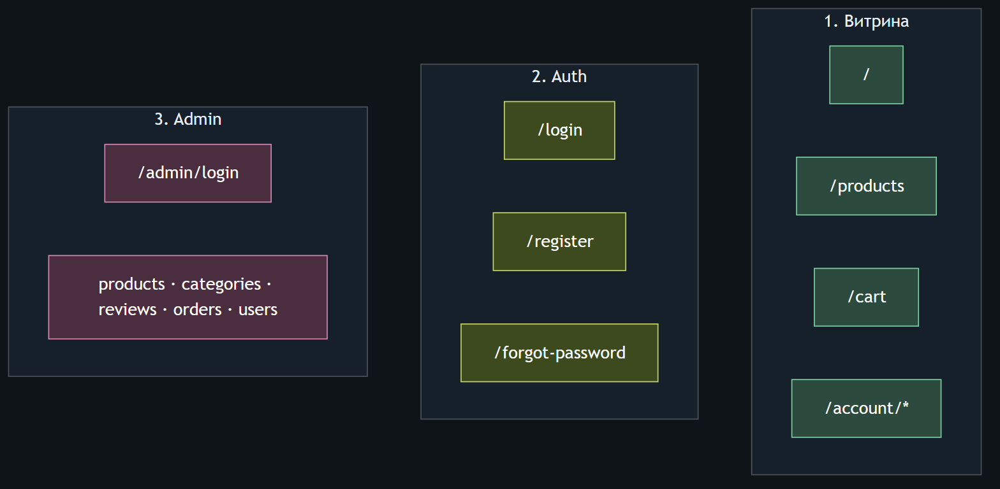 3. Admin
/admin/login
products · categories ·
reviews · orders · users
2. Auth
/login
/register
/forgot-password
1. Витрина
/
/products
/cart
/account/*